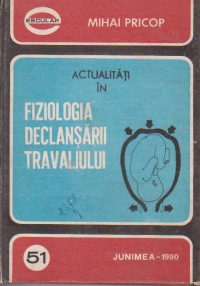 ESCULAP
MIHAI PRICOP
ACTUALITĂȚI
ÎN
FIZIOLOGIA
DECLANȘĂRII
TRAVALIULUI
51
JUNIMEA-1990